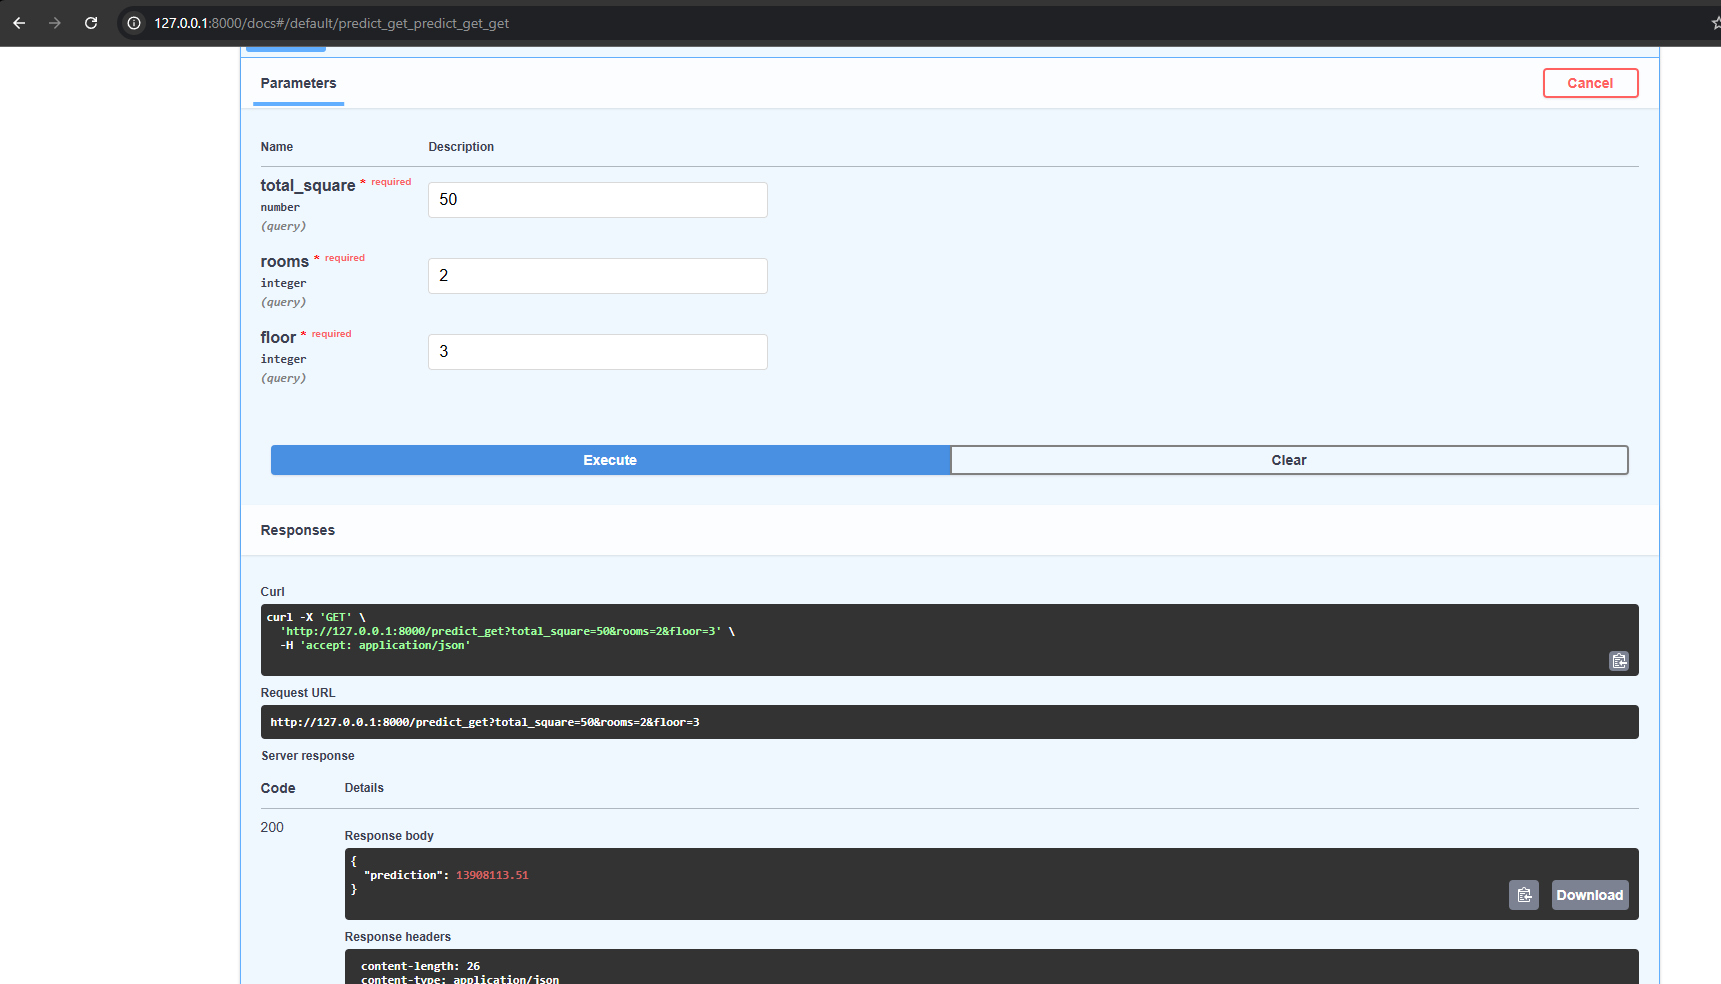 127.0.0.1:8000/docs#/default/predict_get_predict_get_get
Parameters
Cancel
Name Description
total_square * required
number
(query)
50
rooms * required
integer
(query)
2
floor * required
integer
(query)
3
Execute Clear
Responses
Curl
curl -X 'GET' \
'http://127.0.0.1:8000/predict_get?total_square=50&rooms=2&floor=3' \
-H 'accept: application/json'
Request URL
http://127.0.0.1:8000/predict_get?total_square=50&rooms=2&floor=3
Server response
Code Details
200
Response body
{
"prediction": 13908113.51
}
Download
Response headers
content-length: 26
content-type: application/json